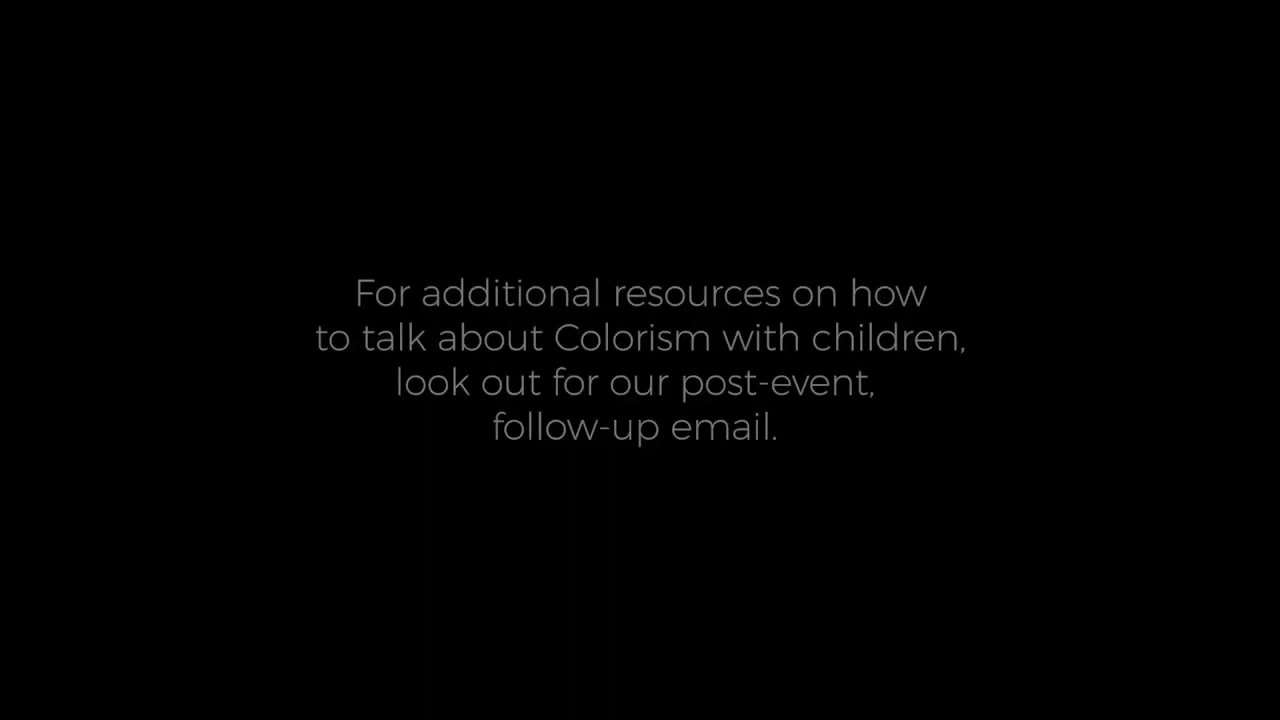 For additional resources on how
to talk about Colorism with children,
look out for our post-event,
follow-up email.